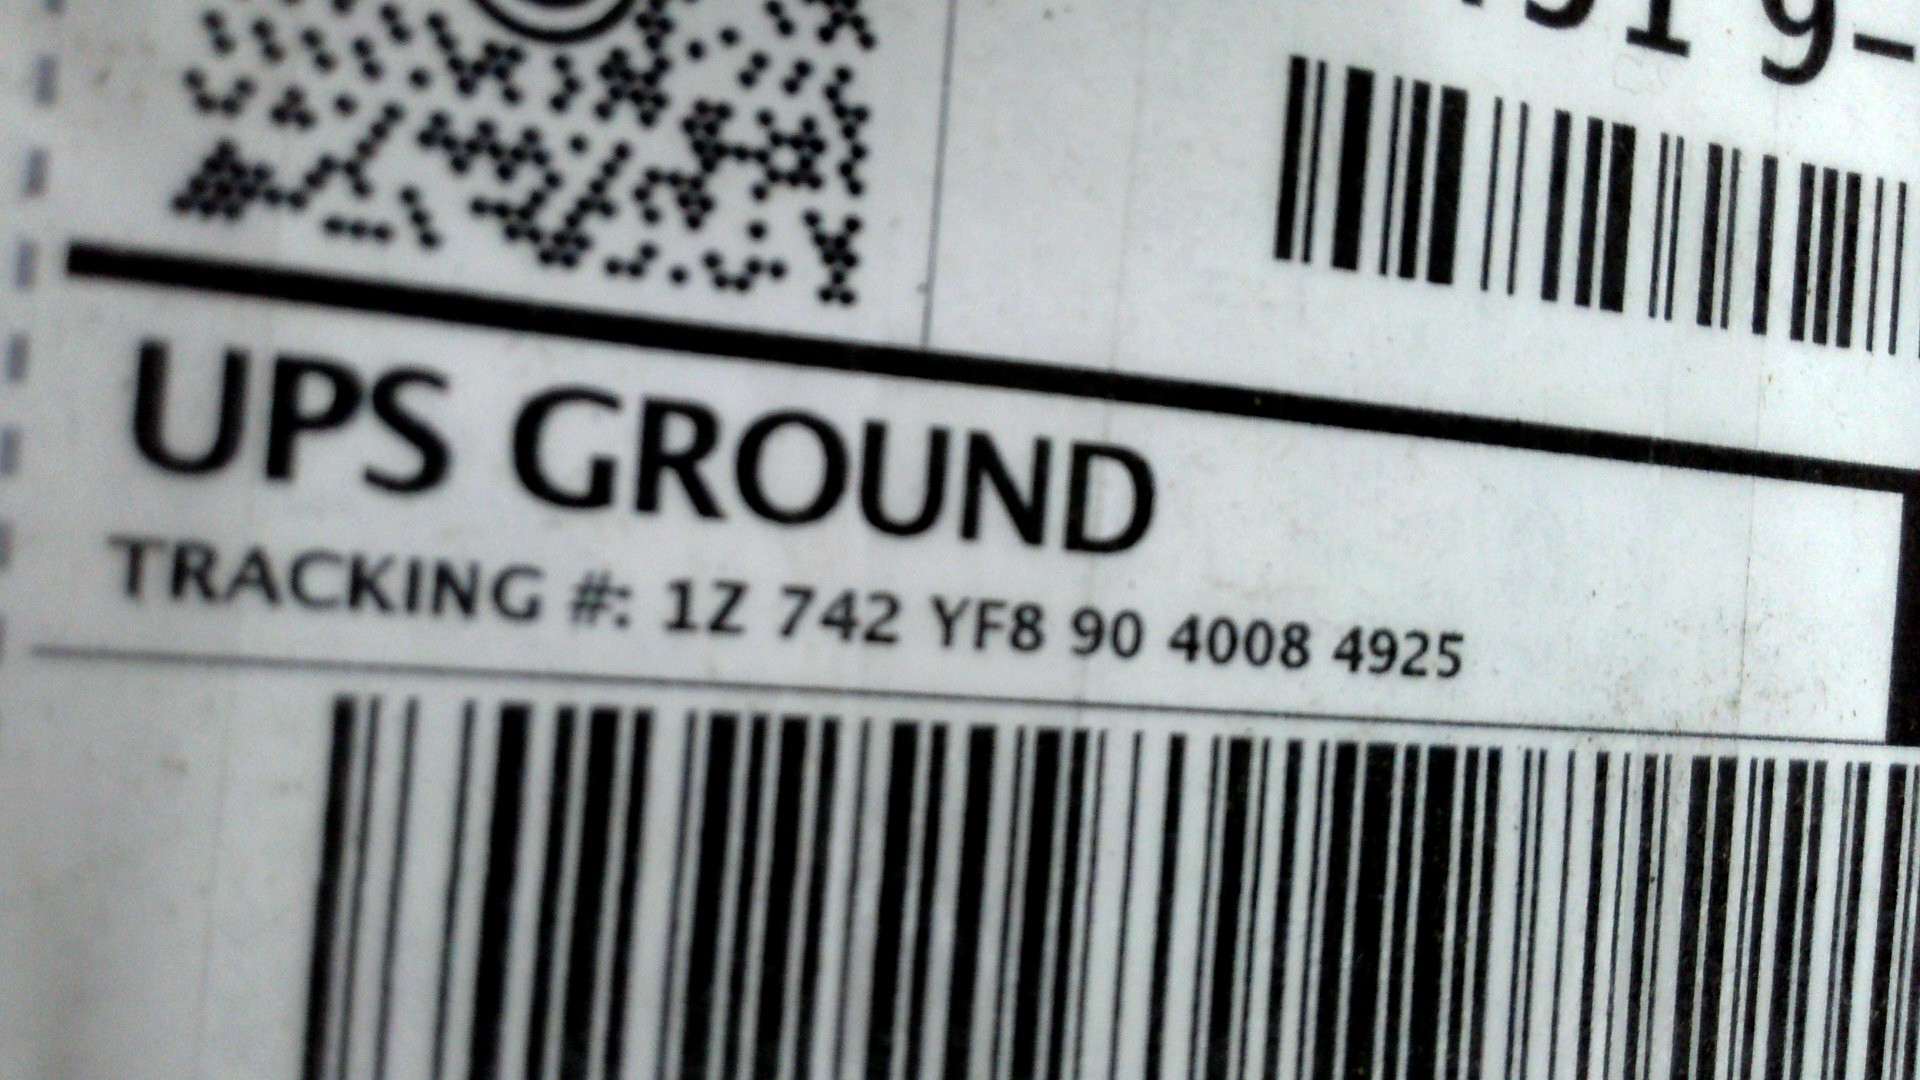 UPS GROUND
TRACKING #: 1Z 742 YF8 90 4008 4925